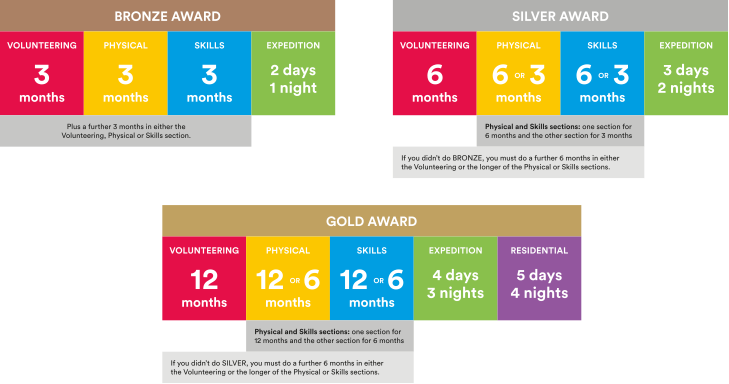 BRONZE AWARD
VOLUNTEERING
3
months
PHYSICAL
3
months
SKILLS
3
months
EXPEDITION
2 days
1 night
Plus a further 3 months in either the
Volunteering, Physical or Skills section.
SILVER AWARD
VOLUNTEERING
6
months
PHYSICAL
6 OR 3
months
SKILLS
6 OR 3
months
EXPEDITION
3 days
2 nights
Physical and Skills sections: one section for
6 months and the other section for 3 months
If you didn't do BRONZE, you must do a further 6 months in either
the Volunteering or the longer of the Physical or Skills sections.
GOLD AWARD
VOLUNTEERING
12
months
PHYSICAL
12 OR 6
months
SKILLS
12 OR 6
months
EXPEDITION
4 days
3 nights
RESIDENTIAL
5 days
4 nights
Physical and Skills sections: one section for
12 months and the other section for 6 months
If you didn't do SILVER, you must do a further 6 months in either
the Volunteering or the longer of the Physical or Skills sections.